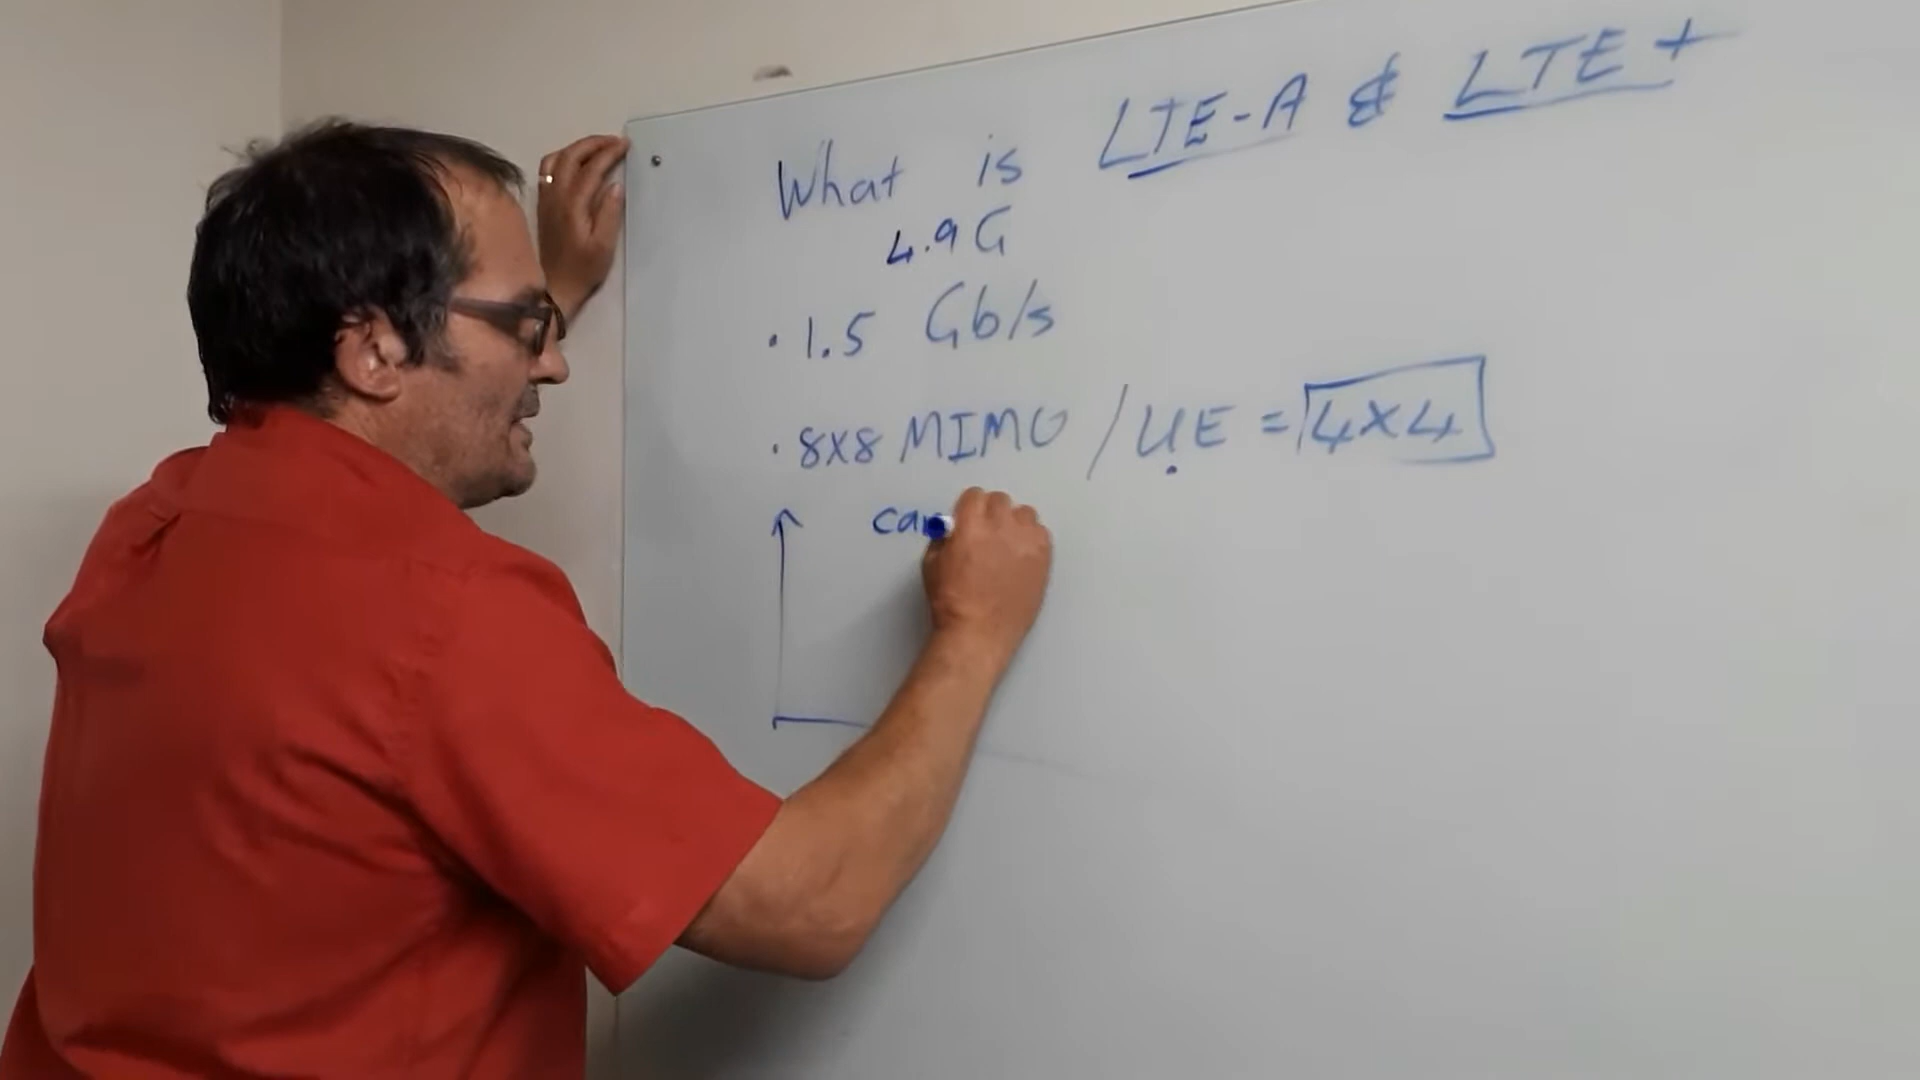 What is LTE-A & LTE+
4.9G
· 1.5 Gb/s
· 8x8 MIMO / UE = 4x4